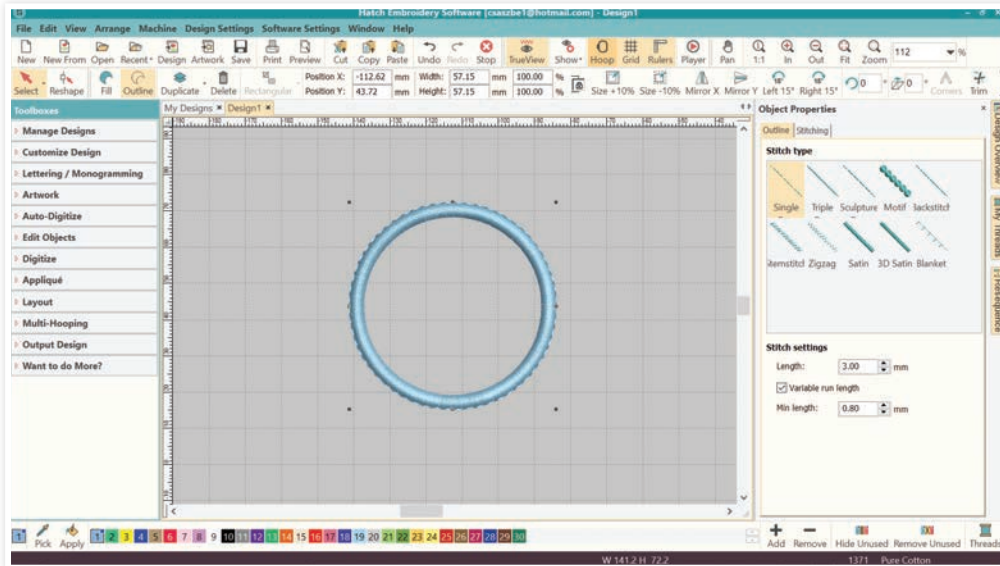 Hatch Embroidery Software [csaszbe1@hotmail.com] - Design1
File Edit View Arrange Machine Design Settings Software Settings Window Help
New New From Open Recent Design Artwork Save Print Preview Cut Copy Paste Undo Redo Stop TrueView Show Hoop Grid Rulers Player Pan 1:1 In Out Fit Zoom 112 %
Select Reshape Fill Outline Duplicate Delete Rectangular Position X: -112.62 mm Width: 57.15 mm 100.00 % Size +10% Size -10% Mirror X Mirror Y Left 15° Right 15° 0 ° 0 ° Corners Trim
Position Y: 43.72 mm Height: 57.15 mm 100.00 %
Toolboxes
My Designs × Design1 ×
Object Properties
Manage Designs
Customize Design
Lettering / Monogramming
Artwork
Auto-Digitize
Edit Objects
Digitize
Appliqué
Layout
Multi-Hooping
Output Design
Want to do More?
Outline Stitching
Stitch type
Single Triple Sculpture Motif Backstitch
Stemstitch Zigzag Satin 3D Satin Blanket
Stitch settings
Length: 3.00 mm
Variable run length
Min length: 0.80 mm
Design Overview
My Threads
Resequence
1 Pick Apply 1 2 3 4 5 6 7 8 9 10 11 12 13 14 15 16 17 18 19 20 21 22 23 24 25 26 27 28 29 30
Add Remove Hide Unused Remove Unused Threads
W 141.2 H 72.2 1371 Pure Cotton